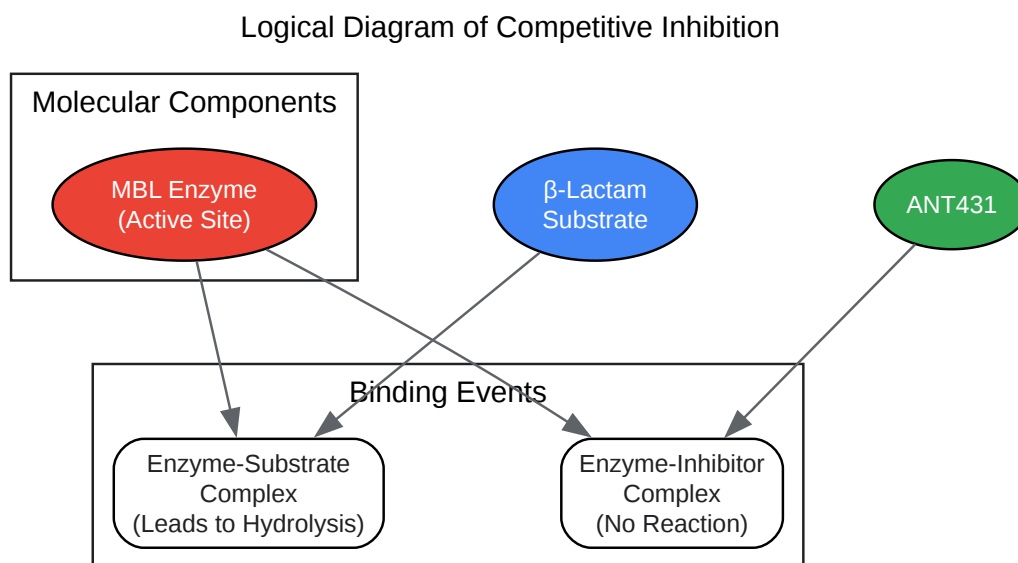 Logical Diagram of Competitive Inhibition
Molecular Components
MBL Enzyme
(Active Site)
β-Lactam
Substrate
ANT431
Binding Events
Enzyme-Substrate
Complex
(Leads to Hydrolysis)
Enzyme-Inhibitor
Complex
(No Reaction)